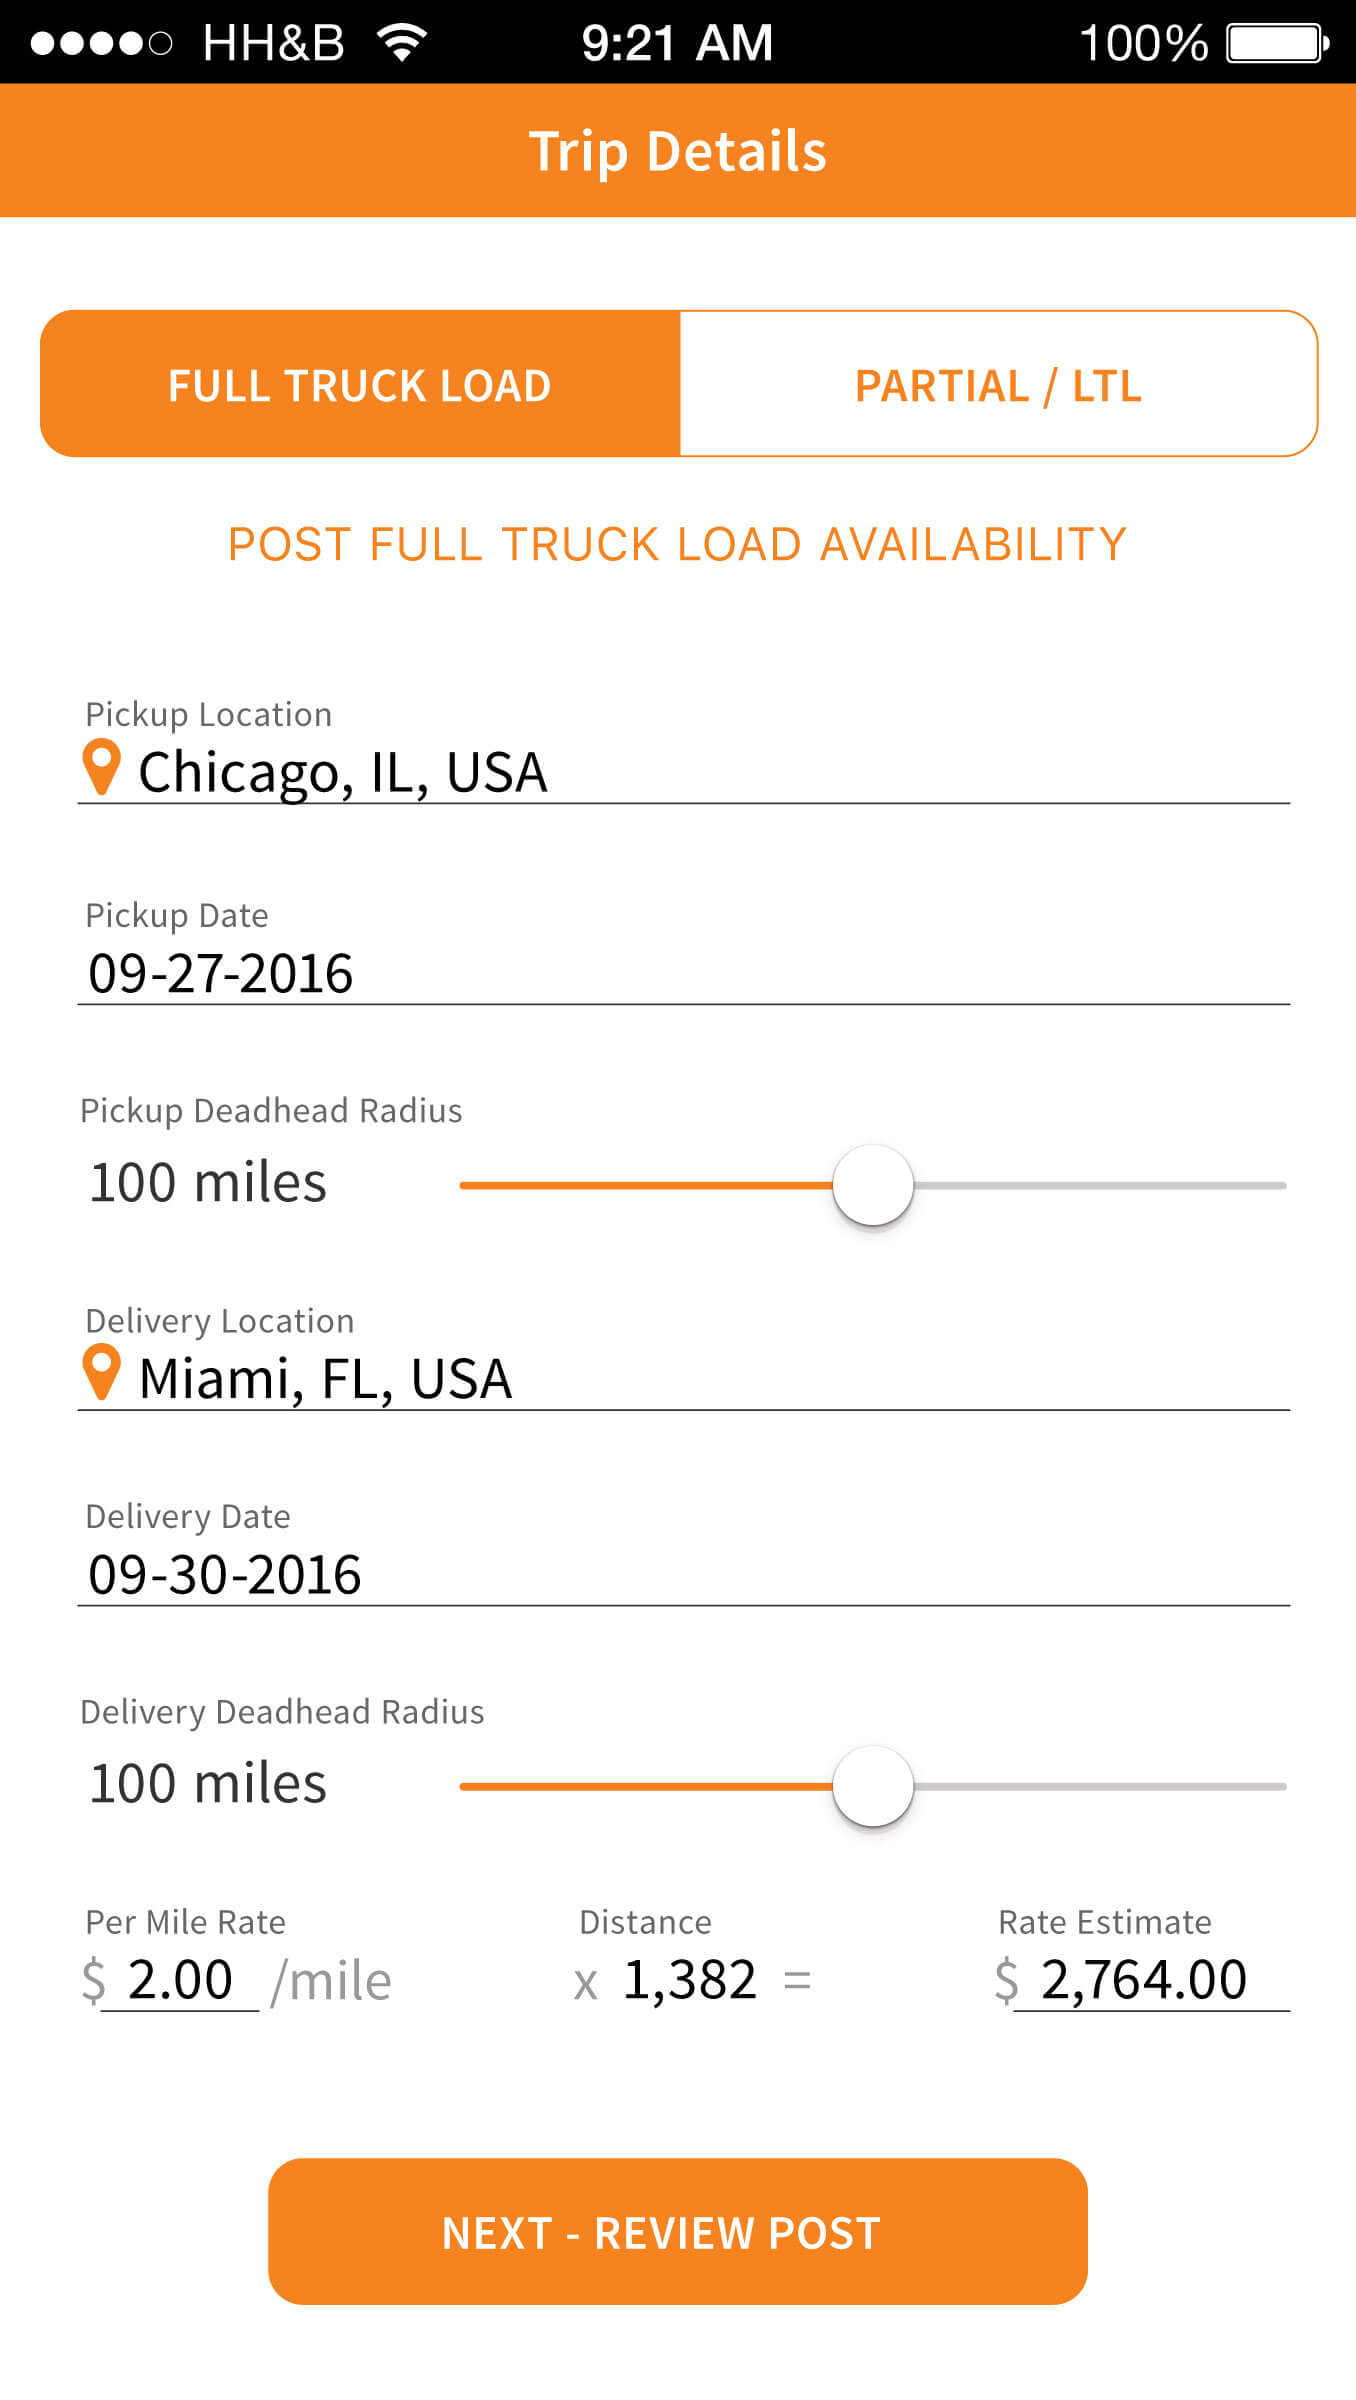 HH&B 9:21 AM 100%
Trip Details
FULL TRUCK LOAD PARTIAL / LTL
POST FULL TRUCK LOAD AVAILABILITY
Pickup Location
Chicago, IL, USA
Pickup Date
09-27-2016
Pickup Deadhead Radius
100 miles
Delivery Location
Miami, FL, USA
Delivery Date
09-30-2016
Delivery Deadhead Radius
100 miles
Per Mile Rate Distance Rate Estimate
$ 2.00 /mile x 1,382 = $ 2,764.00
NEXT - REVIEW POST